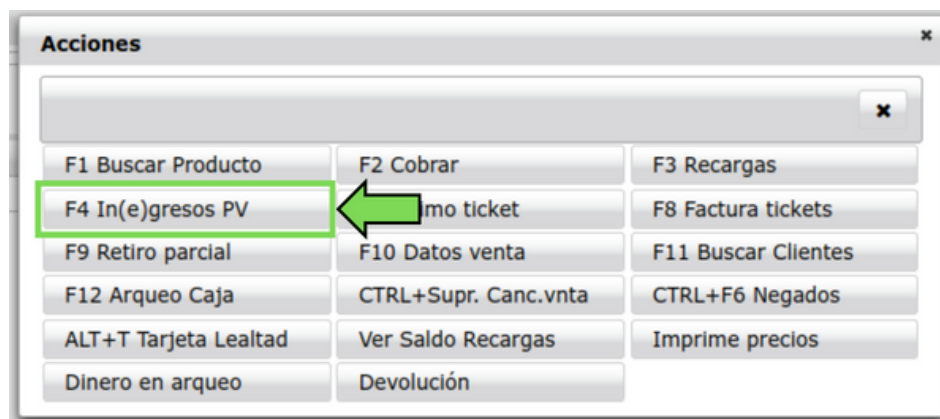 Acciones
F1 Buscar Producto F2 Cobrar F3 Recargas
F4 In(e)gresos PV ticket F8 Factura tickets
F9 Retiro parcial F10 Datos venta F11 Buscar Clientes
F12 Arqueo Caja CTRL+Supr. Canc.vnta CTRL+F6 Negados
ALT+T Tarjeta Lealtad Ver Saldo Recargas Imprime precios
Dinero en arqueo Devolución